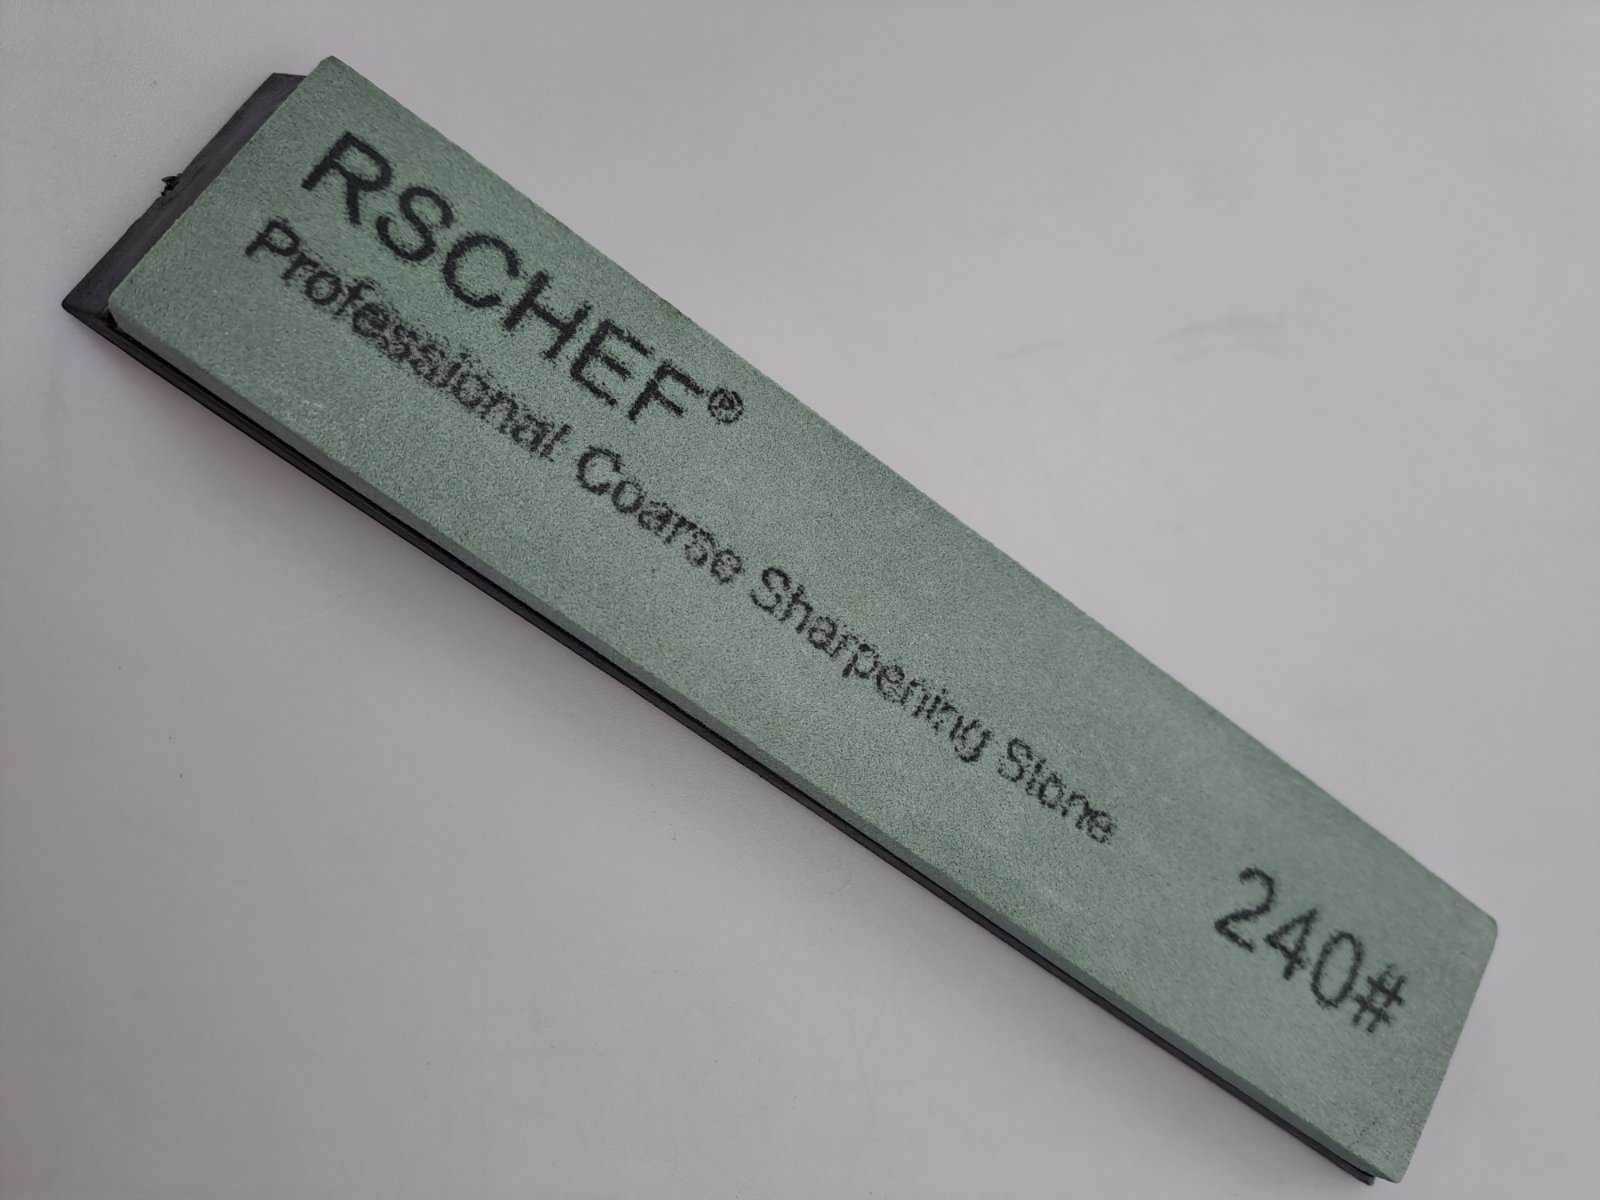 RSCHEF®
Professional Coarse Sharpening Stone
240#